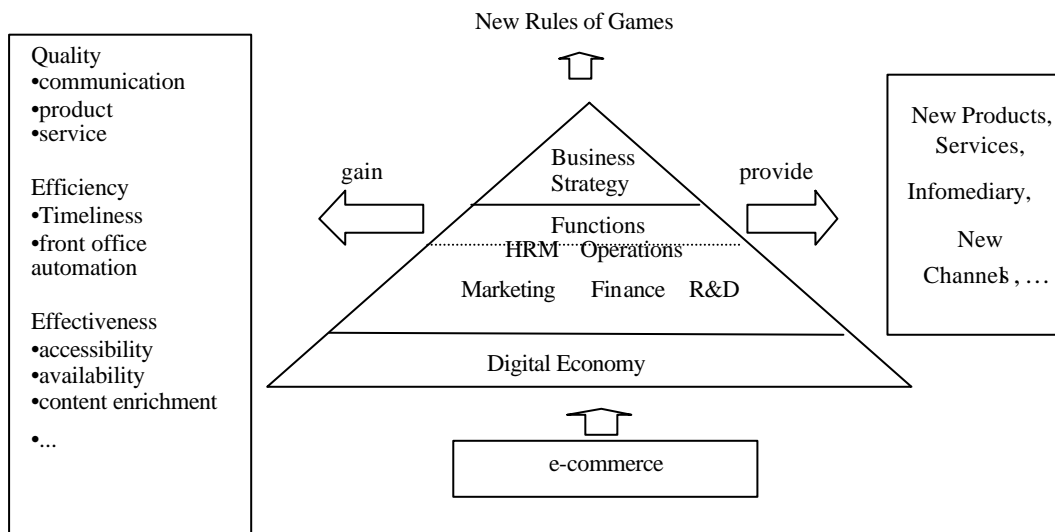 New Rules of Games
Quality
•communication
•product
•service
Efficiency
•Timeliness
•front office
automation
Effectiveness
•accessibility
•availability
•content enrichment
•...
gain
Business
Strategy
Functions
HRM Operations
Marketing Finance R&D
Digital Economy
e-commerce
provide
New Products,
Services,
Infomediary,
New
Channels, ...